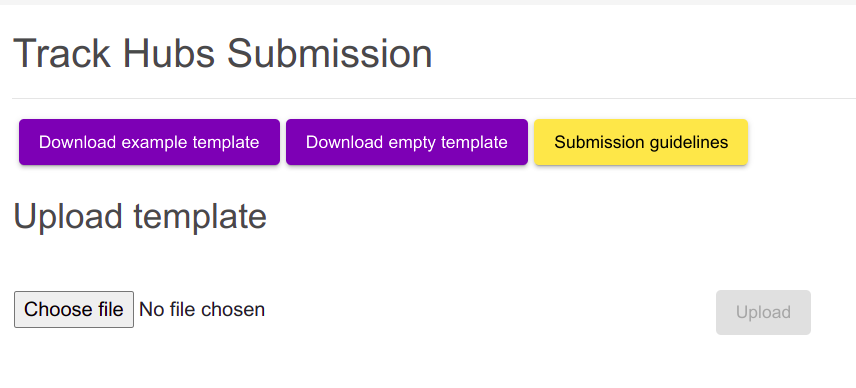 Track Hubs Submission
Download example template Download empty template Submission guidelines
Upload template
Choose file No file chosen Upload